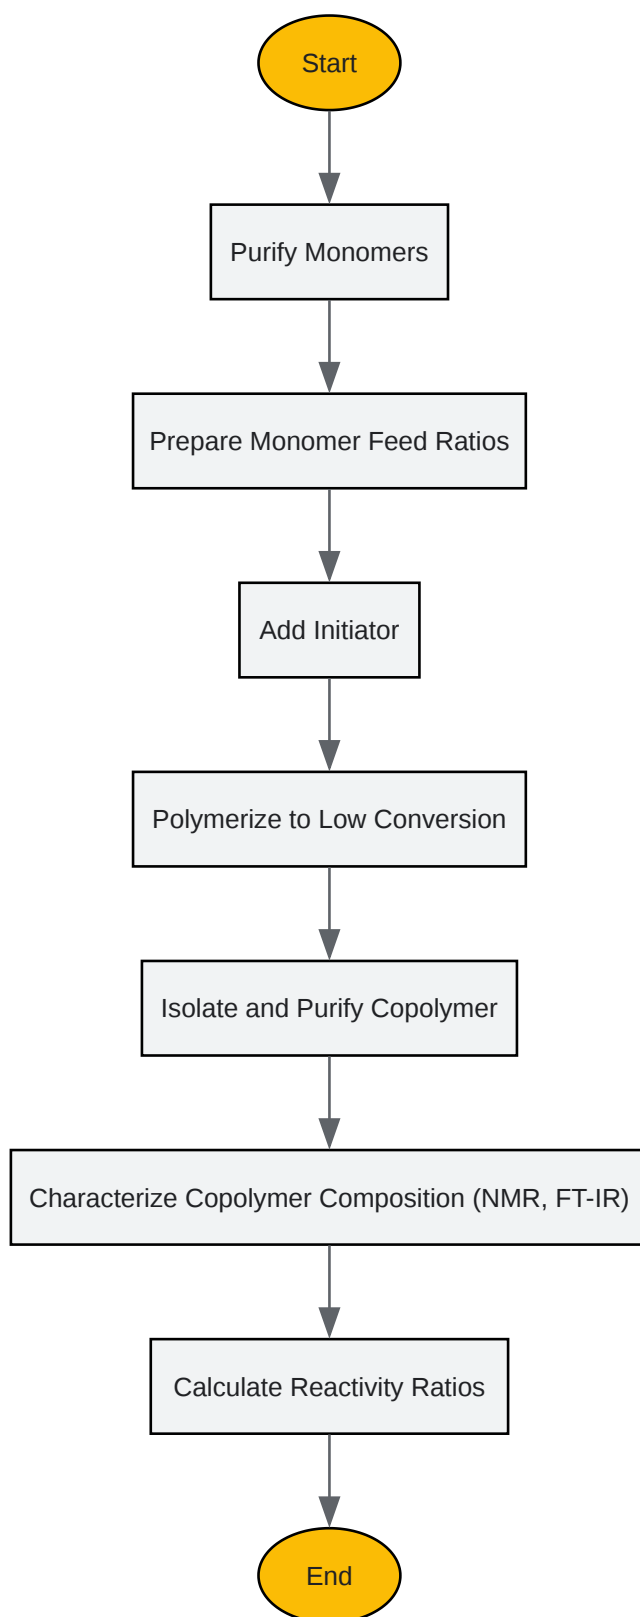 Start
Purify Monomers
Prepare Monomer Feed Ratios
Add Initiator
Polymerize to Low Conversion
Isolate and Purify Copolymer
Characterize Copolymer Composition (NMR, FT-IR)
Calculate Reactivity Ratios
End